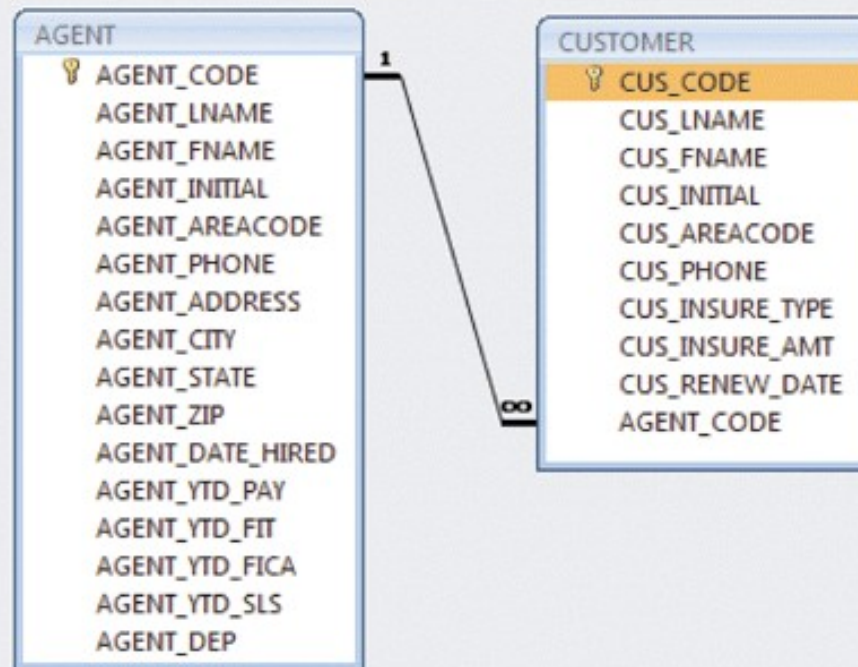 AGENT
AGENT_CODE
AGENT_LNAME
AGENT_FNAME
AGENT_INITIAL
AGENT_AREACODE
AGENT_PHONE
AGENT_ADDRESS
AGENT_CITY
AGENT_STATE
AGENT_ZIP
AGENT_DATE_HIRED
AGENT_YTD_PAY
AGENT_YTD_FIT
AGENT_YTD_FICA
AGENT_YTD_SLS
AGENT_DEP
1
∞
CUSTOMER
CUS_CODE
CUS_LNAME
CUS_FNAME
CUS_INITIAL
CUS_AREACODE
CUS_PHONE
CUS_INSURE_TYPE
CUS_INSURE_AMT
CUS_RENEW_DATE
AGENT_CODE